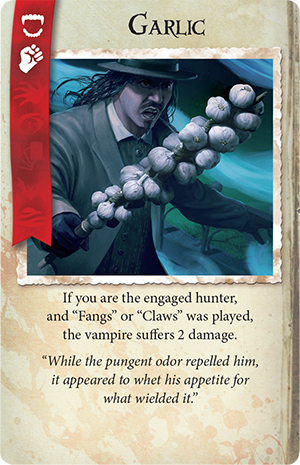 Garlic
If you are the engaged hunter,
and “Fangs” or “Claws” was played,
the vampire suffers 2 damage.
“While the pungent odor repelled him,
it appeared to whet his appetite for
what wielded it.”